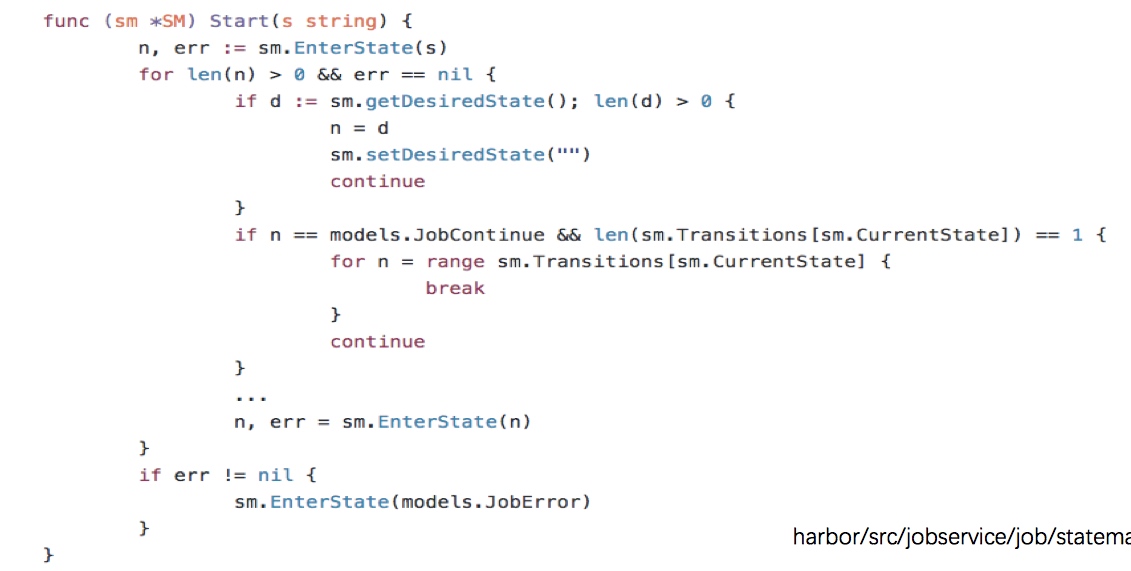 func (sm *SM) Start(s string) {
        n, err := sm.EnterState(s)
        for len(n) > 0 && err == nil {
                if d := sm.getDesiredState(); len(d) > 0 {
                        n = d
                        sm.setDesiredState("")
                        continue
                }
                if n == models.JobContinue && len(sm.Transitions[sm.CurrentState]) == 1 {
                        for n = range sm.Transitions[sm.CurrentState] {
                                break
                        }
                        continue
                }
                ...
                n, err = sm.EnterState(n)
        }
        if err != nil {
                sm.EnterState(models.JobError)
        }
harbor/src/jobservice/job/statema
}